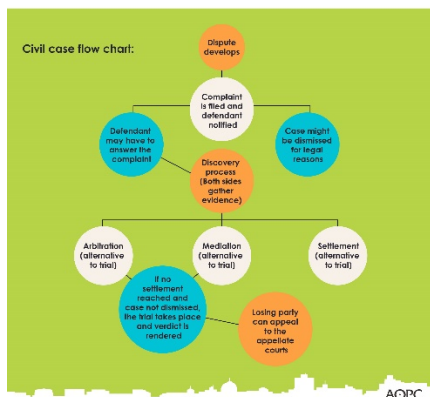 Civil case flow chart:
Dispute
develops
Complaint
is filed and
defendant
notified
Defendant
may have to
answer the
complaint
Case might
be dismissed
for legal
reasons
Discovery
process
(Both sides
gather
evidence)
Arbitration
(alternative
to trial)
Mediation
(alternative
to trial)
Settlement
(alternative
to trial)
If no
settlement
reached and
case not dismissed,
the trial takes place
and verdict is
rendered
Losing party
can appeal
to the
appellate
courts
AOPC